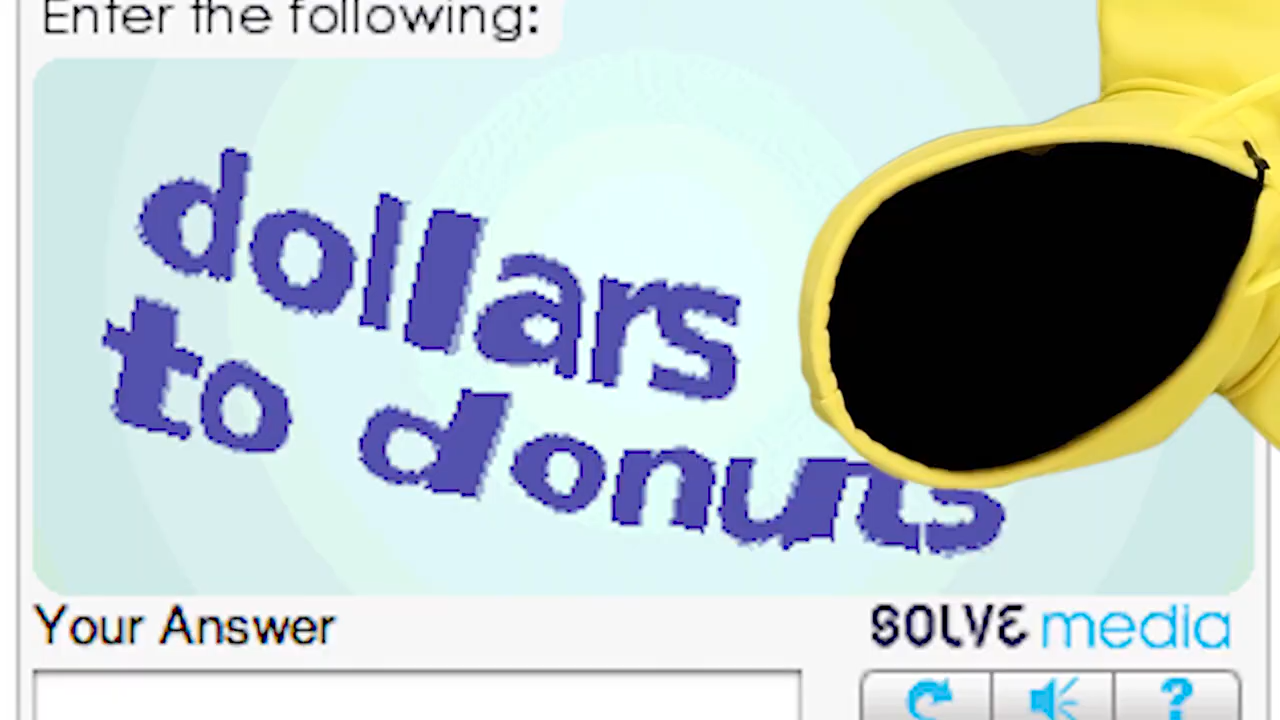 Enter the following:
dollars
to donuts
Your Answer
SOLVE media
?